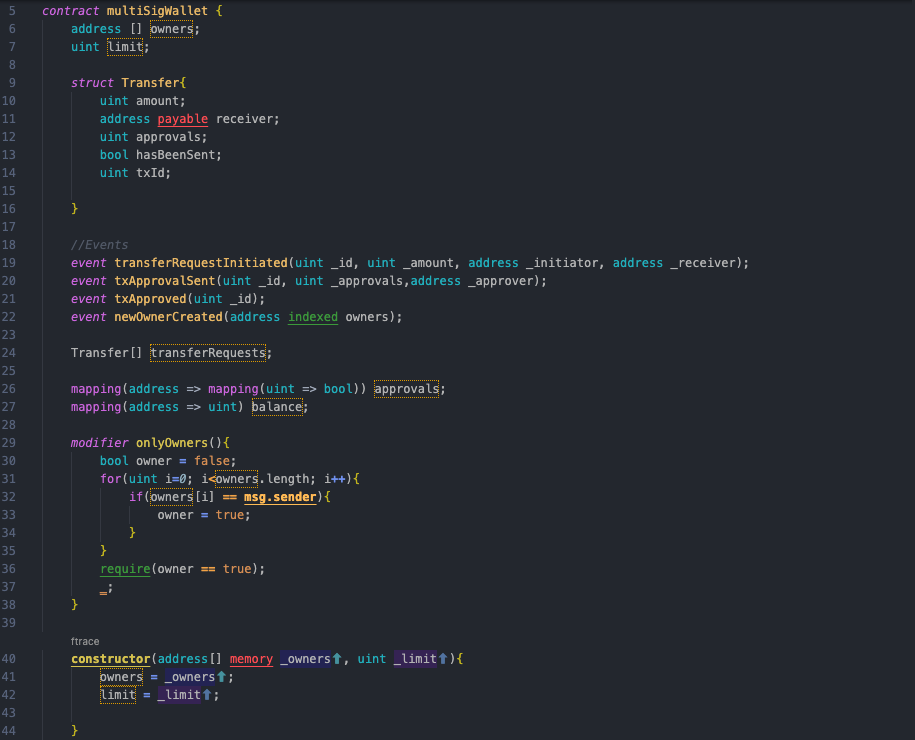 5 contract multiSigWallet {
6 address [] owners;
7 uint limit;
8
9 struct Transfer{
10 uint amount;
11 address payable receiver;
12 uint approvals;
13 bool hasBeenSent;
14 uint txId;
15
16 }
17
18 //Events
19 event transferRequestInitiated(uint _id, uint _amount, address _initiator, address _receiver);
20 event txApprovalSent(uint _id, uint _approvals,address _approver);
21 event txApproved(uint _id);
22 event newOwnerCreated(address indexed owners);
23
24 Transfer[] transferRequests;
25
26 mapping(address => mapping(uint => bool)) approvals;
27 mapping(address => uint) balance;
28
29 modifier onlyOwners(){
30 bool owner = false;
31 for(uint i=0; i<owners.length; i++){
32 if(owners[i] == msg.sender){
33 owner = true;
34 }
35 }
36 require(owner == true);
37 _;
38 }
39
ftrace
40 constructor(address[] memory _owners⬆, uint _limit⬆){
41 owners = _owners⬆;
42 limit = _limit⬆;
43
44 }